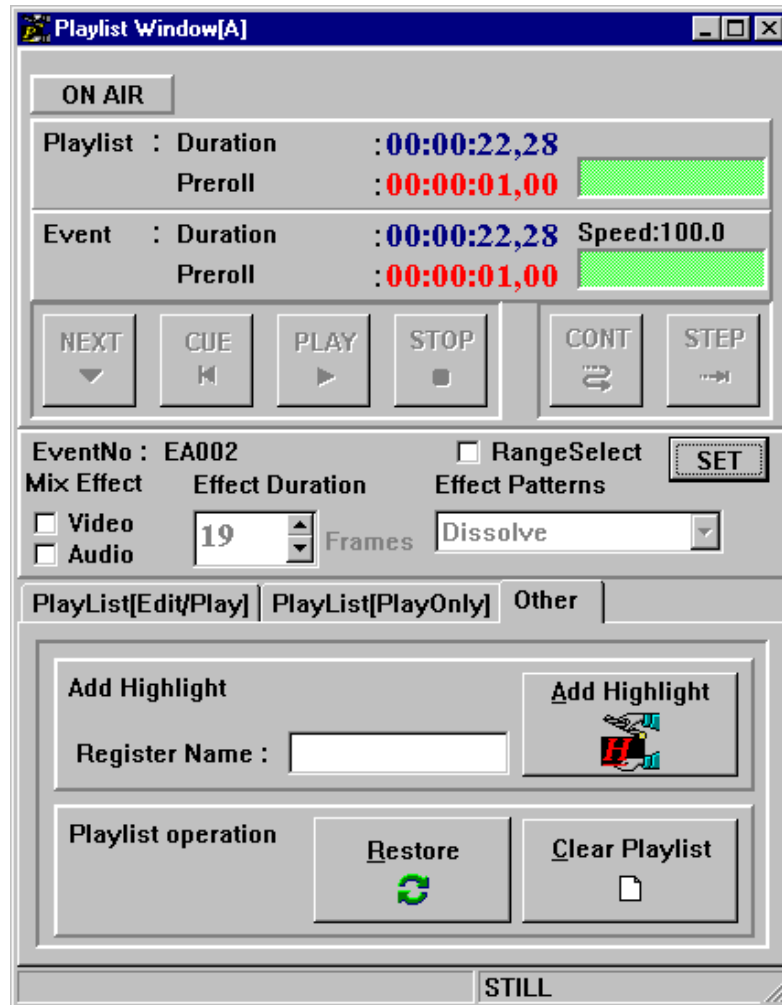 Playlist Window[A]
ON AIR
Playlist : Duration :00:00:22,28
Preroll :00:00:01,00
Event : Duration :00:00:22,28 Speed:100.0
Preroll :00:00:01,00
NEXT CUE PLAY STOP CONT STEP
EventNo : EA002 RangeSelect SET
Mix Effect Effect Duration Effect Patterns
Video 19 Frames Dissolve
Audio
PlayList[Edit/Play] PlayList[PlayOnly] Other
Add Highlight Add Highlight
H
Register Name :
Playlist operation Restore Clear Playlist
STILL